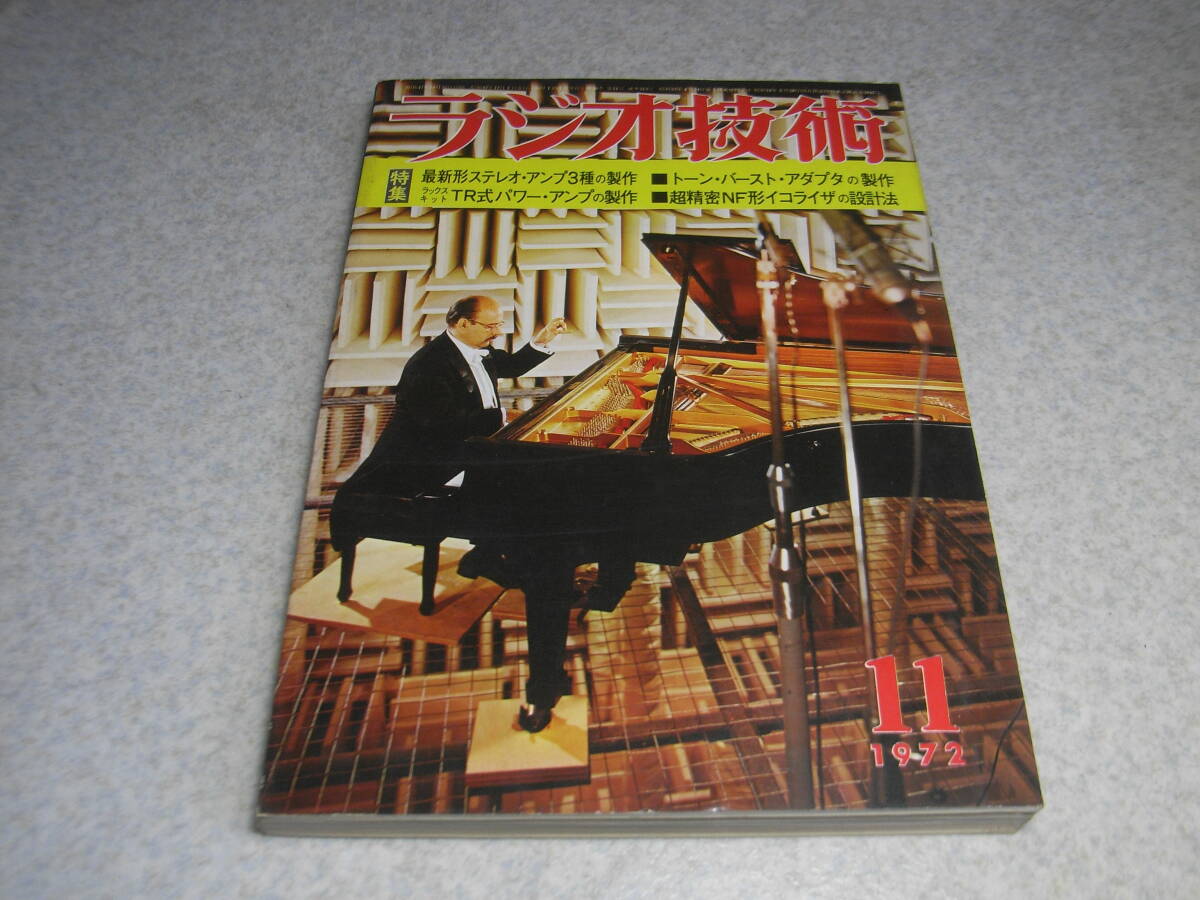 ラジオ技術
特集
最新形ステレオ・アンプ3種の製作 ■トーン・バースト・アダプタの製作
ラックスキット TR式パワー・アンプの製作 ■超精密NF形イコライザの設計法
11
1972